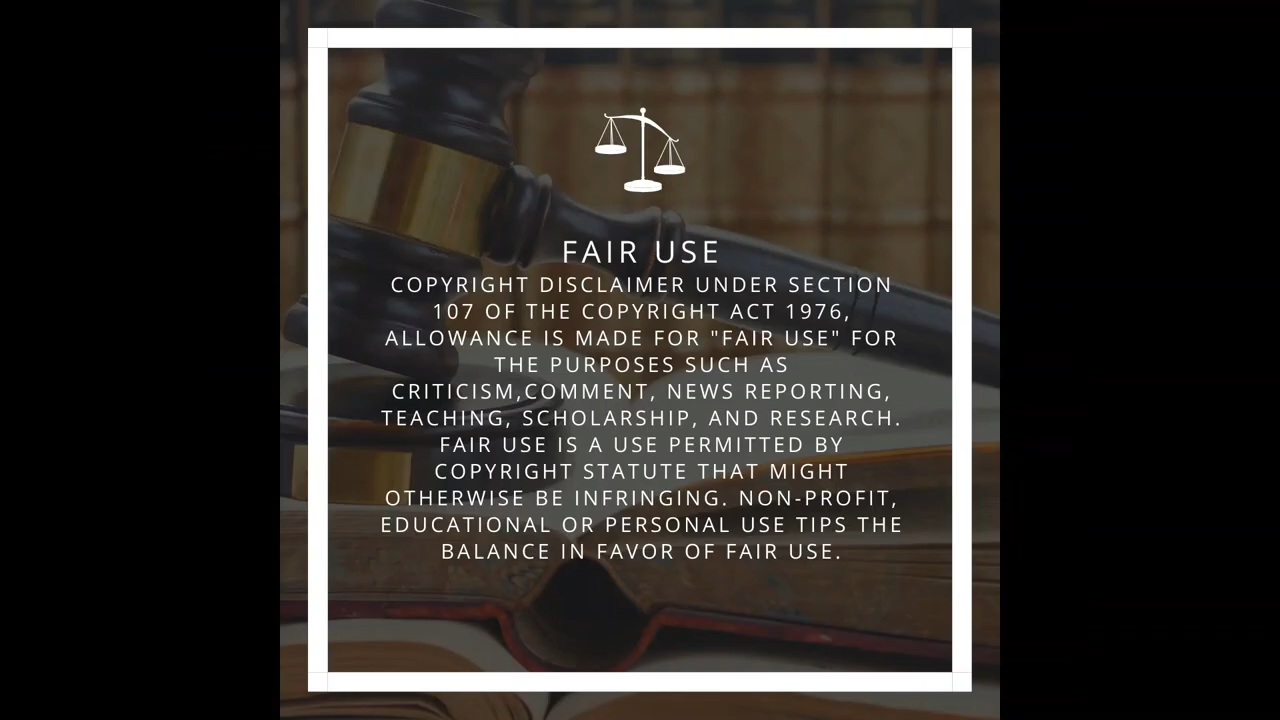 FAIR USE
COPYRIGHT DISCLAIMER UNDER SECTION
107 OF THE COPYRIGHT ACT 1976,
ALLOWANCE IS MADE FOR "FAIR USE" FOR
THE PURPOSES SUCH AS
CRITICISM,COMMENT, NEWS REPORTING,
TEACHING, SCHOLARSHIP, AND RESEARCH.
FAIR USE IS A USE PERMITTED BY
COPYRIGHT STATUTE THAT MIGHT
OTHERWISE BE INFRINGING. NON-PROFIT,
EDUCATIONAL OR PERSONAL USE TIPS THE
BALANCE IN FAVOR OF FAIR USE.